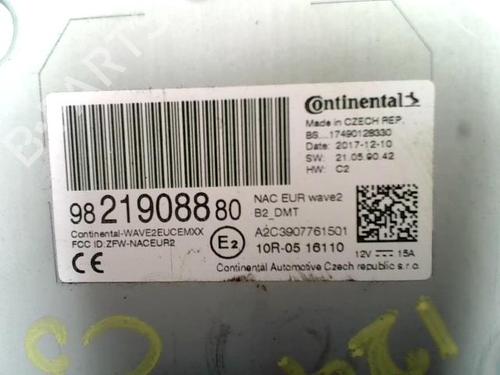 Continental
Made in CZECH REP.
BS....17490128330
Date: 2017-12-10
SW: 21.05.90.42
HW: C2
98 219088 80
NAC EUR wave2
B2_DMT
Continental-WAVE2EUCEMXX
FCC ID:ZFW-NACEUR2
A2C3907761501
CE
E2
10R-05 16110
12V 15A
Continental Automotive Czech republic s.r.o.